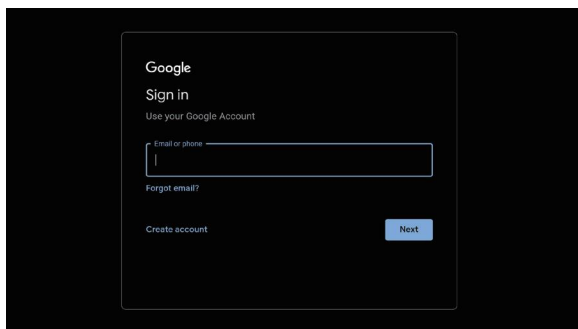 Google
Sign in
Use your Google Account
Email or phone
Forgot email?
Create account
Next